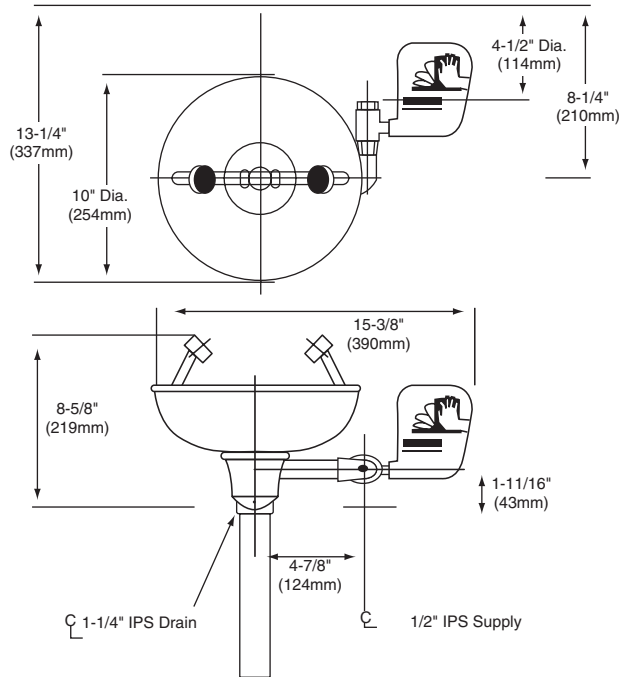 4-1/2" Dia.
(114mm)
8-1/4"
(210mm)
13-1/4"
(337mm)
10" Dia.
(254mm)
15-3/8"
(390mm)
8-5/8"
(219mm)
1-11/16"
(43mm)
4-7/8"
(124mm)
C
L 1-1/4" IPS Drain
C
L 1/2" IPS Supply